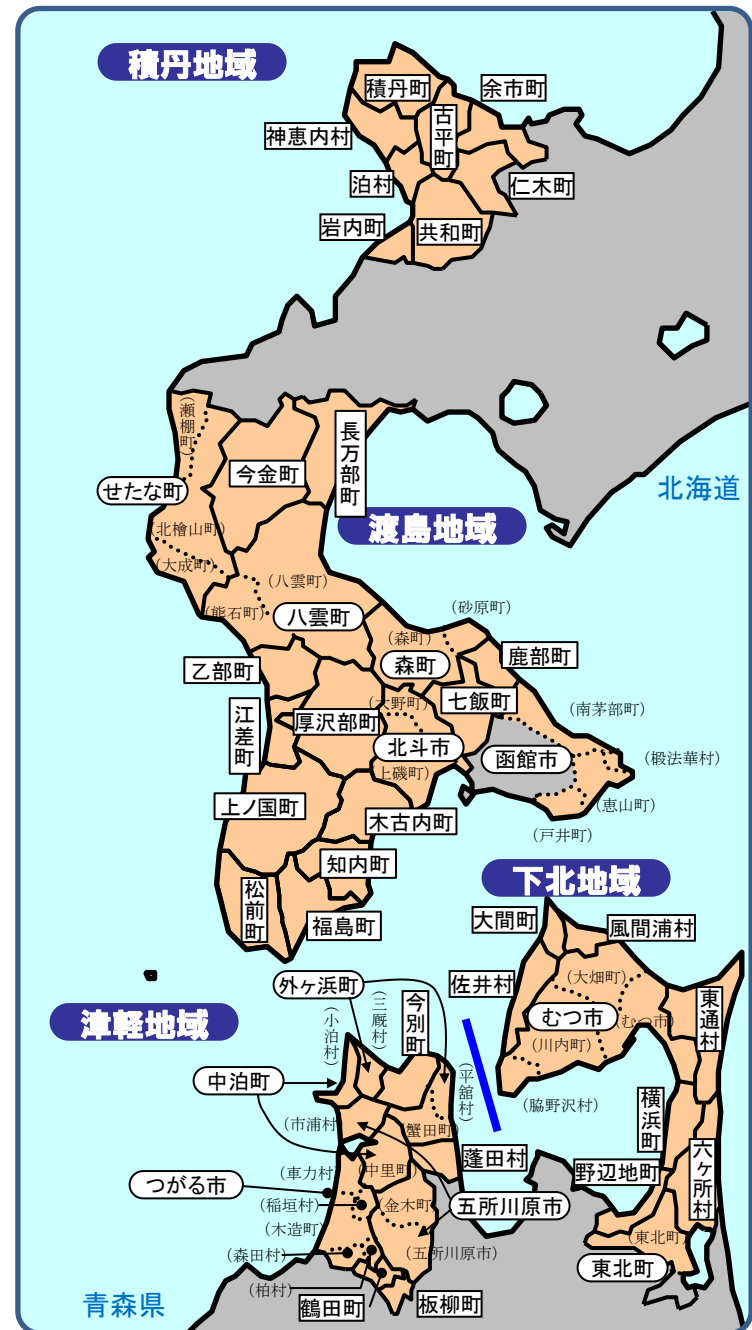 積丹地域
積丹町
余市町
古平町
神恵内村
泊村
仁木町
岩内町
共和町
(瀬棚町)
長万部町
今金町
せたな町
北海道
渡島地域
(北檜山町)
(大成町)
(八雲町)
(熊石町)
八雲町
(砂原町)
(森町)
森町
鹿部町
乙部町
(大野町)
七飯町
江差町
厚沢部町
(南茅部町)
北斗市
函館市
(椴法華村)
(上磯町)
(恵山町)
上ノ国町
木古内町
(戸井町)
知内町
松前町
福島町
下北地域
大間町
風間浦村
外ヶ浜町
佐井村
(大畑町)
津軽地域
(小泊村)
(三厩村)
今別町
むつ市
(むつ市)
東通村
(川内町)
中泊町
(平舘村)
(脇野沢村)
横浜町
(市浦村)
(蟹田町)
蓬田村
野辺地町
六ヶ所村
(車力村)
(中里町)
つがる市
(稲垣村)
(金木町)
五所川原市
(木造町)
(東北町)
(森田村)
(五所川原市)
東北町
(柏村)
青森県
鶴田町
板柳町